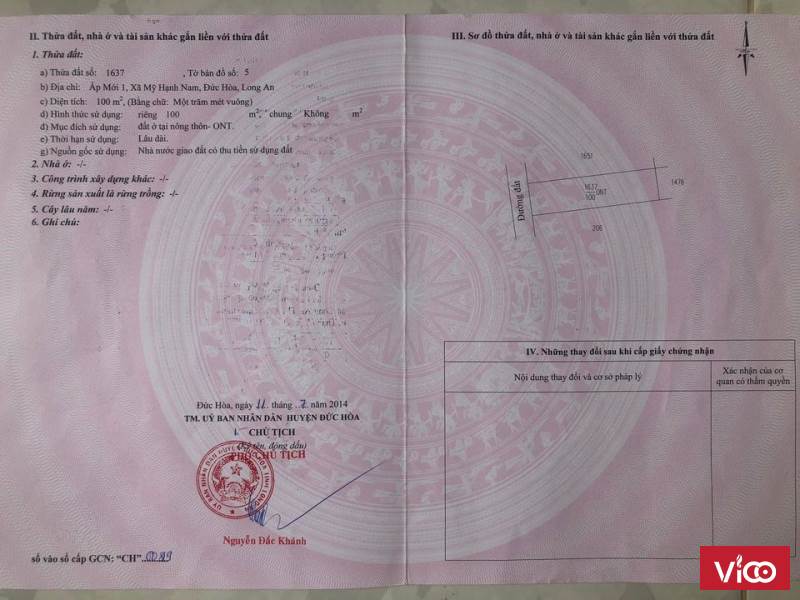 II. Thửa đất, nhà ở và tài sản khác gắn liền với thửa đất
1. Thửa đất:
a) Thửa đất số: 1637 , Tờ bản đồ số: 5
b) Địa chỉ: Ấp Mới 1, Xã Mỹ Hạnh Nam, Đức Hòa, Long An
c) Diện tích: 100 m², (Bằng chữ: Một trăm mét vuông)
d) Hình thức sử dụng: riêng 100 m², chung Không m²
đ) Mục đích sử dụng: đất ở tại nông thôn- ONT.
e) Thời hạn sử dụng: Lâu dài.
g) Nguồn gốc sử dụng: Nhà nước giao đất có thu tiền sử dụng đất
2. Nhà ở: -/-
3. Công trình xây dựng khác: -/-
4. Rừng sản xuất là rừng trồng: -/-
5. Cây lâu năm: -/-
6. Ghi chú:
Đức Hòa, ngày 11 tháng 7 năm 2014
TM. UỶ BAN NHÂN DÂN HUYỆN ĐỨC HÒA
CHỦ TỊCH
(Ký tên, đóng dấu)
PHÓ CHỦ TỊCH
Nguyễn Đắc Khánh
số vào sổ cấp GCN: "CH"
III. Sơ đồ thửa đất, nhà ở và tài sản khác gắn liền với thửa đất
1651
Đường đất
1637
100
ONT
1478
206
IV. Những thay đổi sau khi cấp giấy chứng nhận
Nội dung thay đổi và cơ sở pháp lý
Xác nhận của cơ
quan có thẩm quyền
ViCO